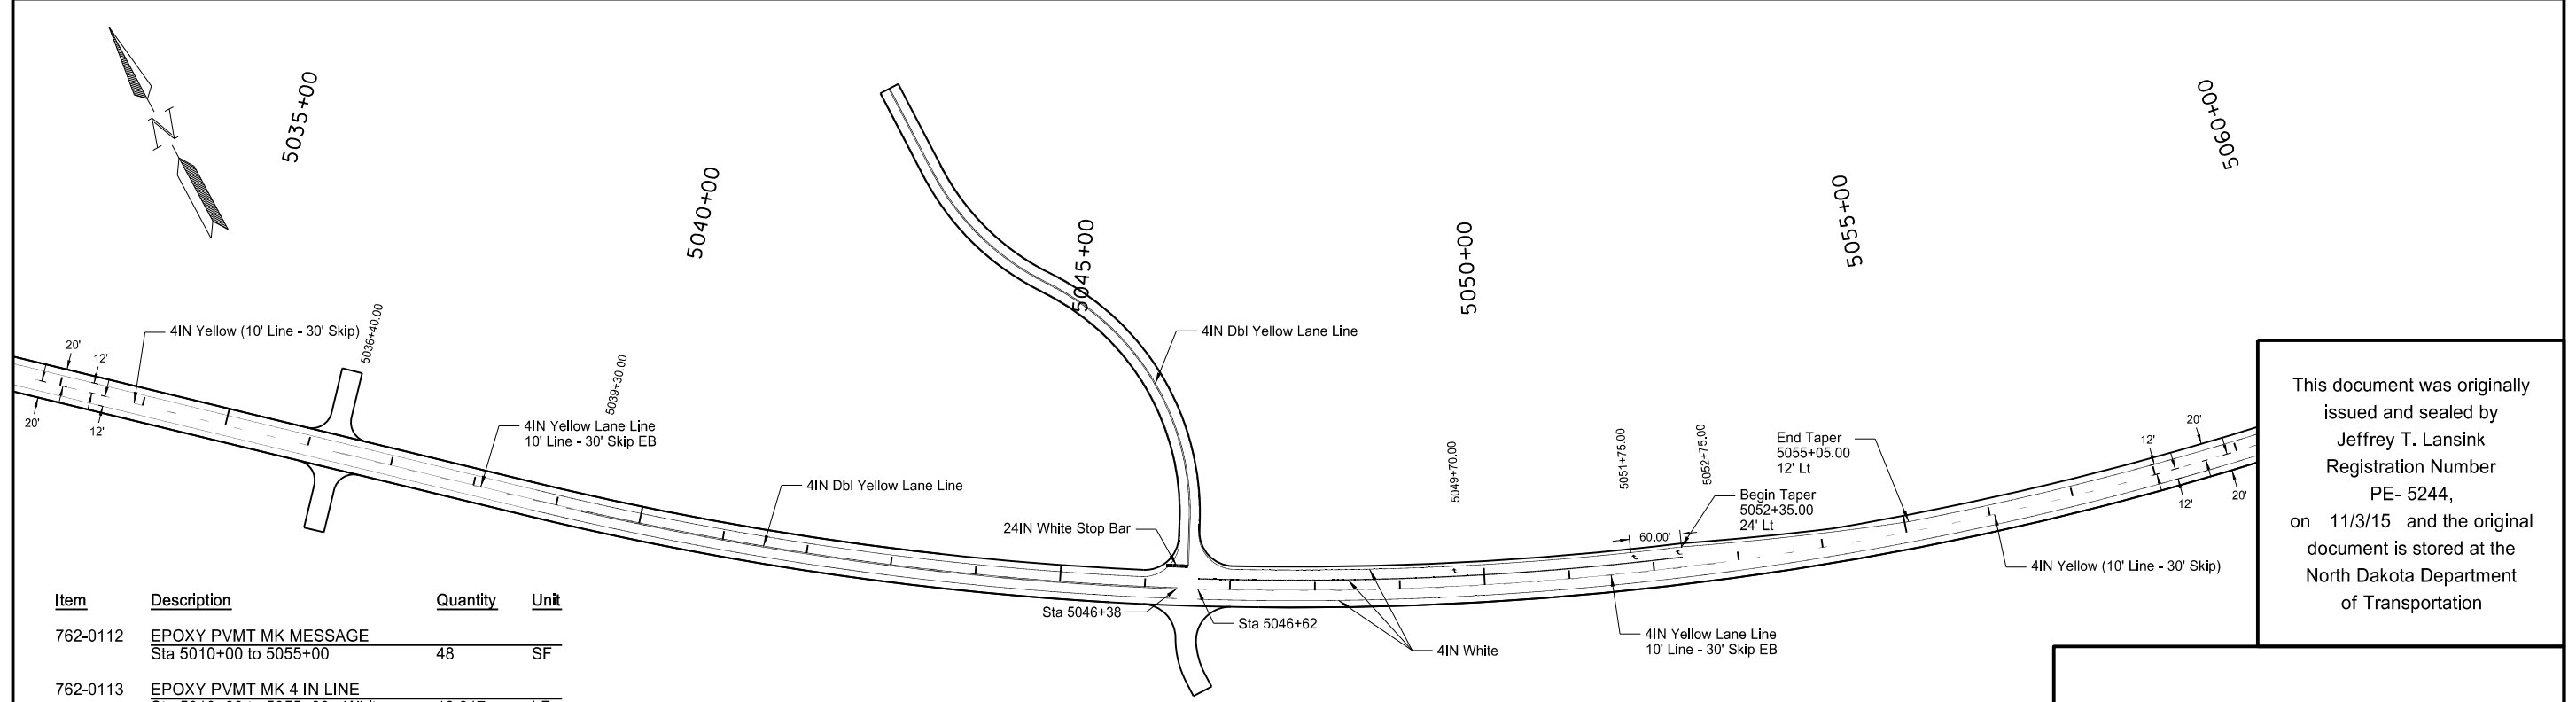 N
5035+00
5040+00
5045+00
5050+00
5055+00
5060+00
20'
12'
4IN Yellow (10' Line - 30' Skip)
5036+40.00
5039+30.00
20'
12'
4IN Yellow Lane Line
10' Line - 30' Skip EB
4IN Dbl Yellow Lane Line
4IN Dbl Yellow Lane Line
24IN White Stop Bar
Sta 5046+38
Sta 5046+62
4IN White
5049+70.00
5051+75.00
5052+75.00
60.00'
Begin Taper
5052+35.00
24' Lt
End Taper
5055+05.00
12' Lt
4IN Yellow Lane Line
10' Line - 30' Skip EB
4IN Yellow (10' Line - 30' Skip)
12'
20'
12'
20'
This document was originally
issued and sealed by
Jeffrey T. Lansink
Registration Number
PE- 5244,
on 11/3/15 and the original
document is stored at the
North Dakota Department
of Transportation
Item Description Quantity Unit
762-0112 EPOXY PVMT MK MESSAGE
Sta 5010+00 to 5055+00 48 SF
762-0113 EPOXY PVMT MK 4 IN LINE